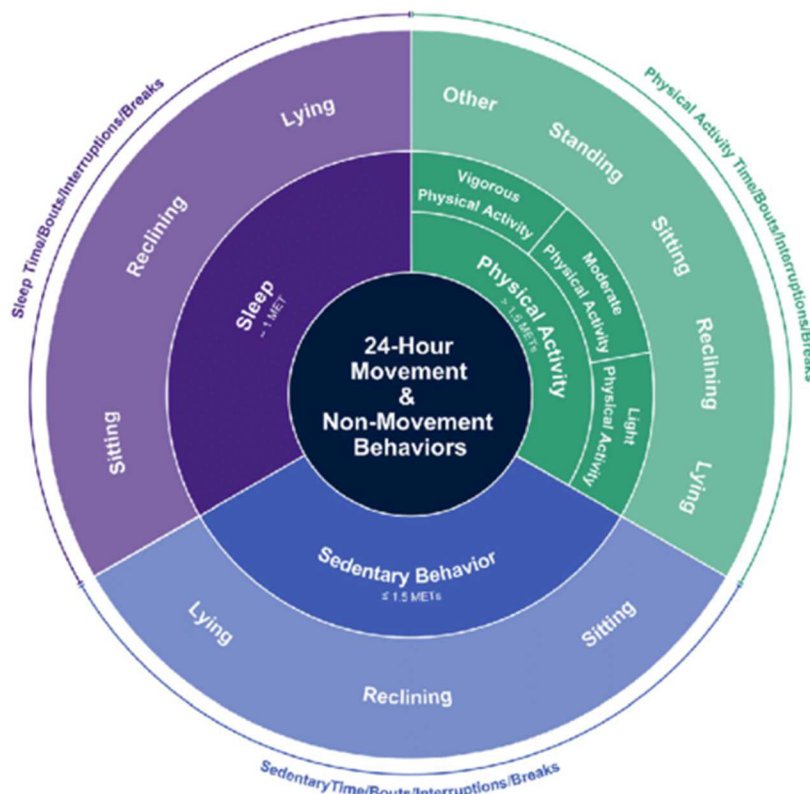 24-Hour
Movement
&
Non-Movement
Behaviors
Sleep
~ 1 MET
Lying
Reclining
Sitting
Sleep Time/Bouts/Interruptions/Breaks
Physical Activity
> 1.5 METs
Vigorous
Physical Activity
Moderate
Physical Activity
Light
Physical Activity
Other
Standing
Sitting
Reclining
Lying
Physical Activity Time/Bouts/Interruptions/Breaks
Sedentary Behavior
≤ 1.5 METs
Lying
Reclining
Sitting
SedentaryTime/Bouts/Interruptions/Breaks